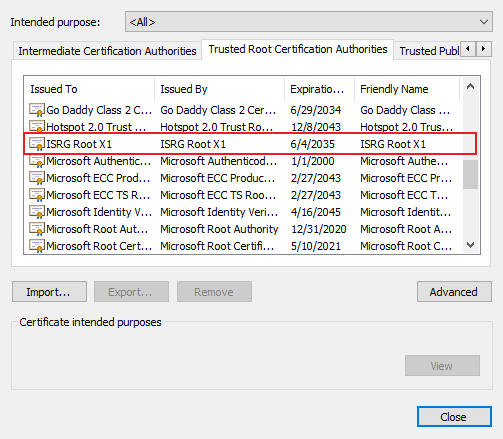 Intended purpose: <All>
Intermediate Certification Authorities Trusted Root Certification Authorities Trusted Publ
Issued To Issued By Expiratio... Friendly Name
Go Daddy Class 2 C... Go Daddy Class 2 Cer... 6/29/2034 Go Daddy Class ...
Hotspot 2.0 Trust ... Hotspot 2.0 Trust Ro... 12/8/2043 Hotspot 2.0 Trus...
ISRG Root X1 ISRG Root X1 6/4/2035 ISRG Root X1
Microsoft Authentic... Microsoft Authenticod... 1/1/2000 Microsoft Authe...
Microsoft ECC Prod... Microsoft ECC Produc... 2/27/2043 Microsoft ECC Pr...
Microsoft ECC TS R... Microsoft ECC TS Roo... 2/27/2043 Microsoft ECC TS ...
Microsoft Identity V... Microsoft Identity Veri... 4/16/2045 Microsoft Identit...
Microsoft Root Aut... Microsoft Root Authority 12/31/2020 Microsoft Root A...
Microsoft Root Cert... Microsoft Root Certifi... 5/10/2021 Microsoft Root C...
Import... Export... Remove Advanced
Certificate intended purposes
View
Close